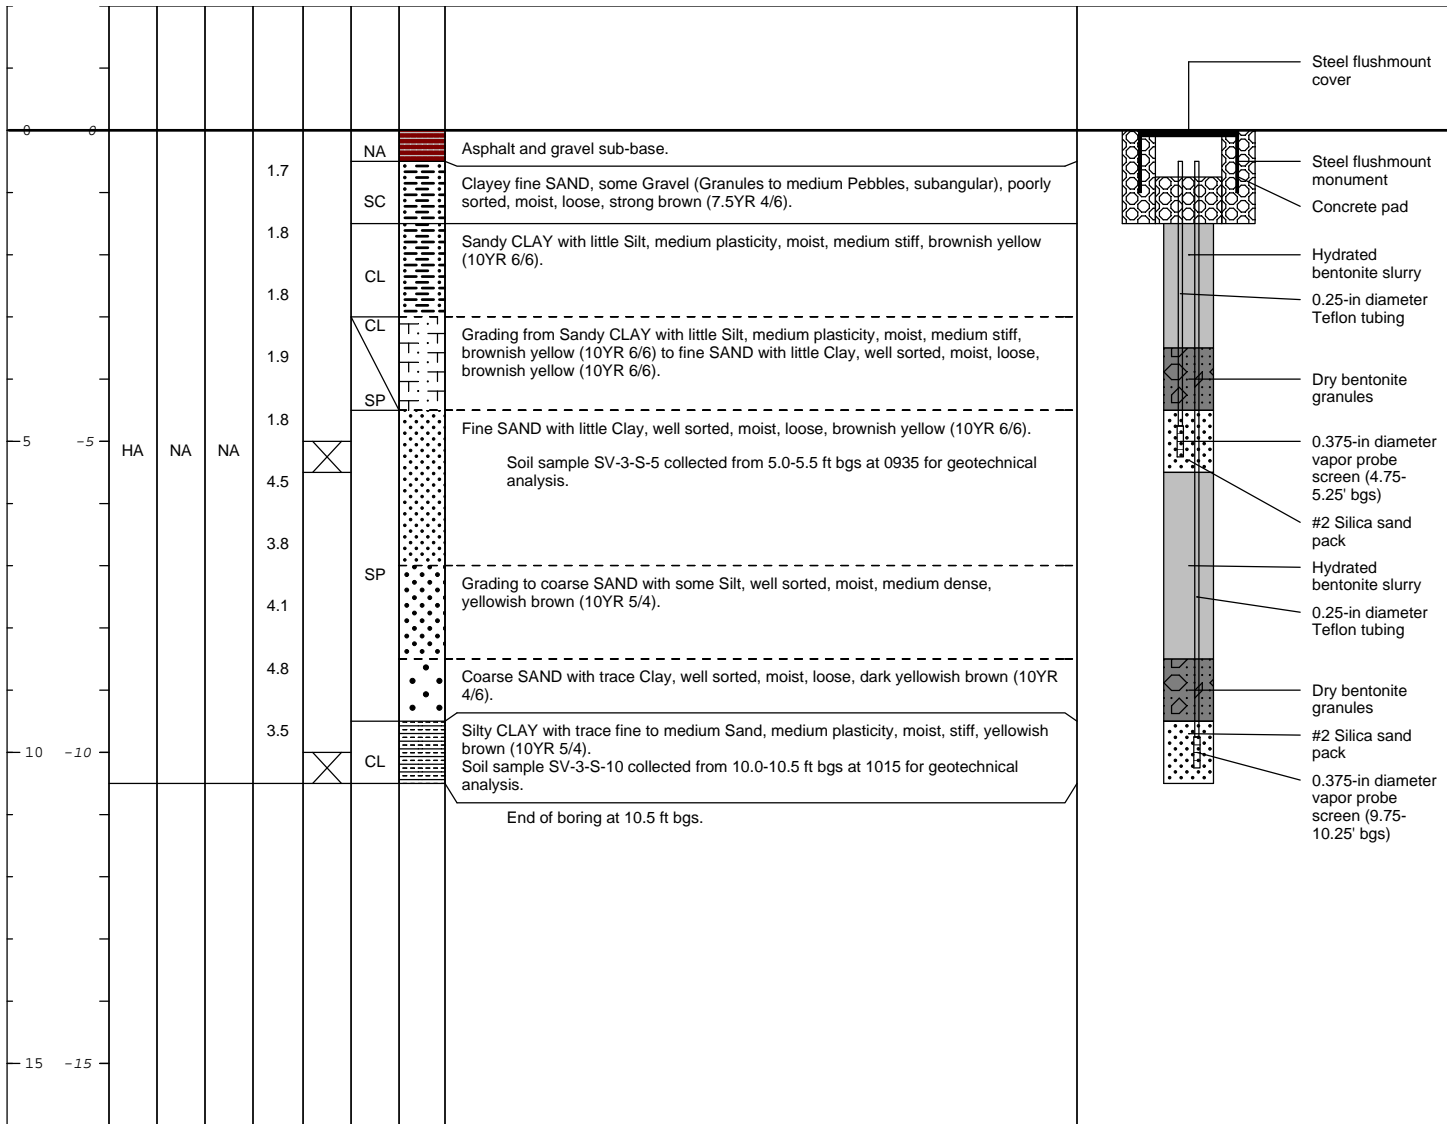 0 0
NA
Asphalt and gravel sub-base.
1.7
SC
Clayey fine SAND, some Gravel (Granules to medium Pebbles, subangular), poorly
sorted, moist, loose, strong brown (7.5YR 4/6).
1.8
CL
Sandy CLAY with little Silt, medium plasticity, moist, medium stiff, brownish yellow
(10YR 6/6).
1.8
CL
Grading from Sandy CLAY with little Silt, medium plasticity, moist, medium stiff,
brownish yellow (10YR 6/6) to fine SAND with little Clay, well sorted, moist, loose,
brownish yellow (10YR 6/6).
1.9
SP
1.8
Fine SAND with little Clay, well sorted, moist, loose, brownish yellow (10YR 6/6).
5 -5
HA NA NA
Soil sample SV-3-S-5 collected from 5.0-5.5 ft bgs at 0935 for geotechnical
analysis.
4.5
3.8
SP
Grading to coarse SAND with some Silt, well sorted, moist, medium dense,
yellowish brown (10YR 5/4).
4.1
4.8
Coarse SAND with trace Clay, well sorted, moist, loose, dark yellowish brown (10YR
4/6).
3.5
Silty CLAY with trace fine to medium Sand, medium plasticity, moist, stiff, yellowish
brown (10YR 5/4).
10 -10
CL
Soil sample SV-3-S-10 collected from 10.0-10.5 ft bgs at 1015 for geotechnical
analysis.
End of boring at 10.5 ft bgs.
15 -15
Steel flushmount
cover
Steel flushmount
monument
Concrete pad
Hydrated
bentonite slurry
0.25-in diameter
Teflon tubing
Dry bentonite
granules
0.375-in diameter
vapor probe
screen (4.75-
5.25' bgs)
#2 Silica sand
pack
Hydrated
bentonite slurry
0.25-in diameter
Teflon tubing
Dry bentonite
granules
#2 Silica sand
pack
0.375-in diameter
vapor probe
screen (9.75-
10.25' bgs)